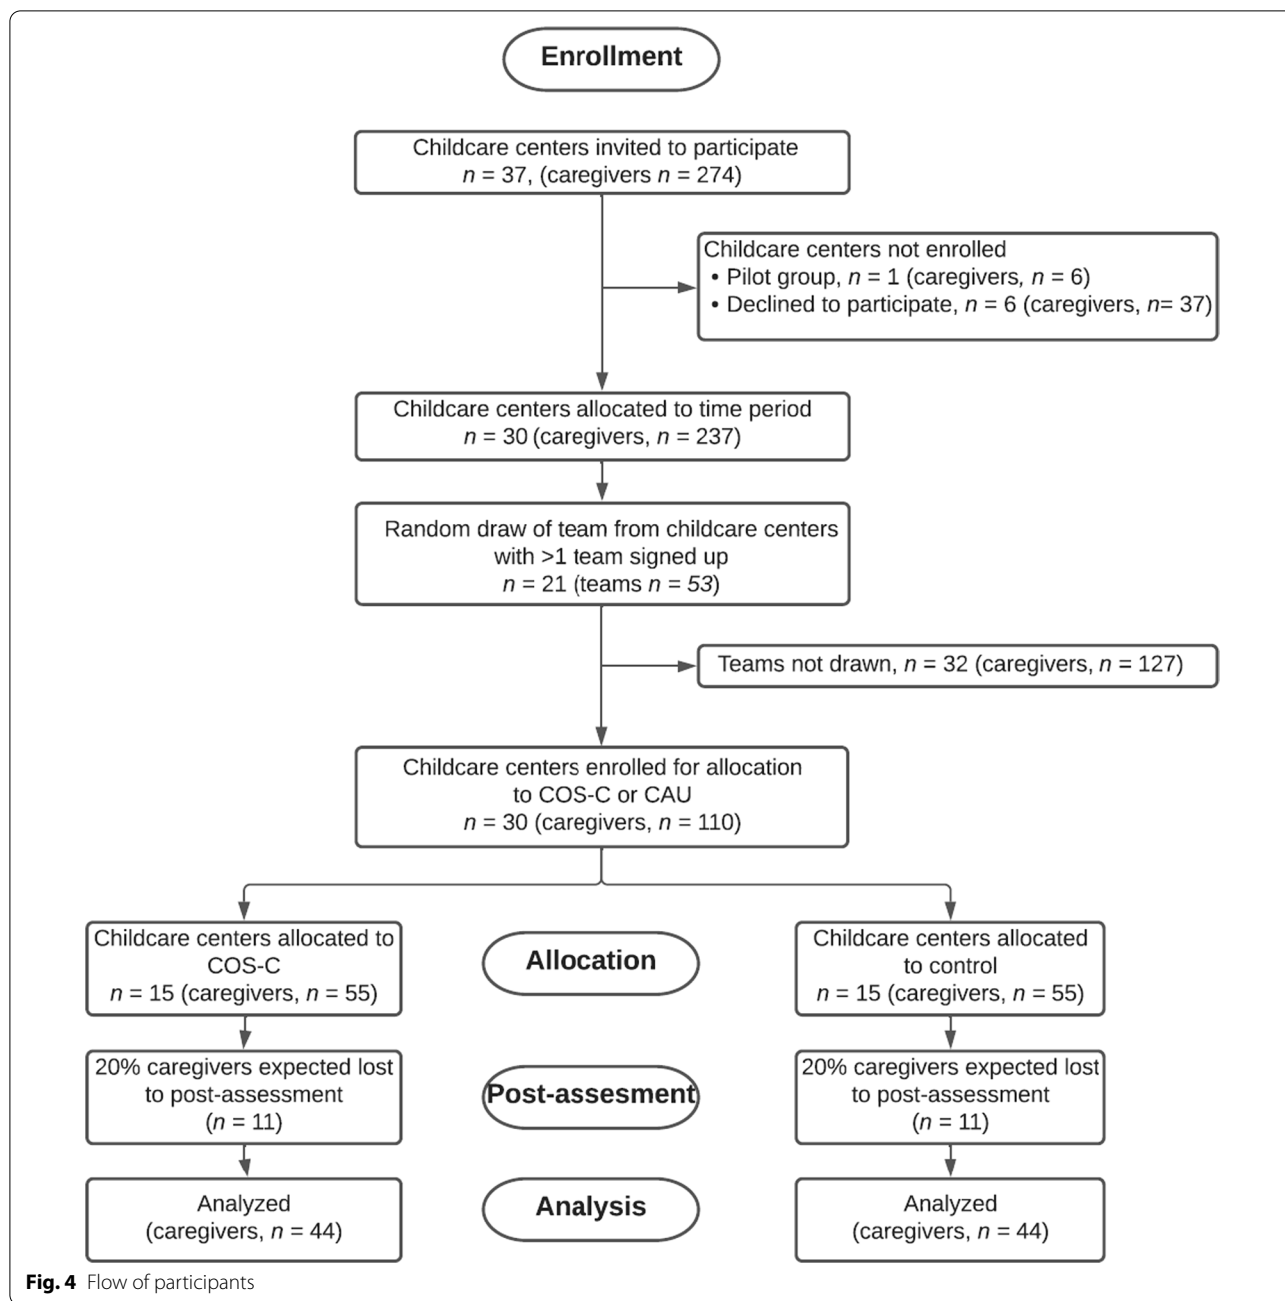 Enrollment
Childcare centers invited to participate
n = 37, (caregivers n = 274)
Childcare centers not enrolled
• Pilot group, n = 1 (caregivers, n = 6)
• Declined to participate, n = 6 (caregivers, n= 37)
Childcare centers allocated to time period
n = 30 (caregivers, n = 237)
Random draw of team from childcare centers
with >1 team signed up
n = 21 (teams n = 53)
Teams not drawn, n = 32 (caregivers, n = 127)
Childcare centers enrolled for allocation
to COS-C or CAU
n = 30 (caregivers, n = 110)
Childcare centers allocated to
COS-C
n = 15 (caregivers, n = 55)
Allocation
Childcare centers allocated
to control
n = 15 (caregivers, n = 55)
20% caregivers expected lost
to post-assessment
(n = 11)
Post-assesment
20% caregivers expected lost
to post-assessment
(n = 11)
Analyzed
(caregivers, n = 44)
Analysis
Analyzed
(caregivers, n = 44)
Fig. 4 Flow of participants